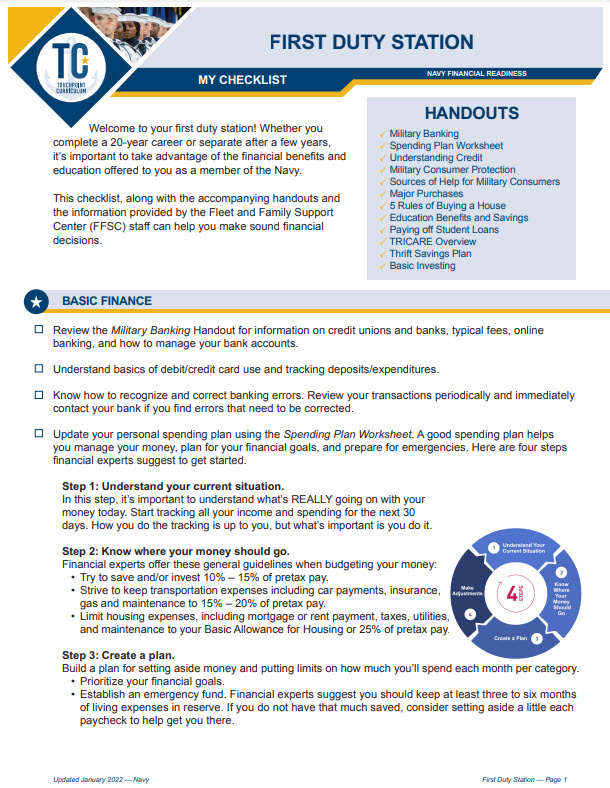 FIRST DUTY STATION
TC
TOUCHPOINT
CURRICULUM
MY CHECKLIST
NAVY FINANCIAL READINESS
Welcome to your first duty station! Whether you
complete a 20-year career or separate after a few years,
it's important to take advantage of the financial benefits and
education offered to you as a member of the Navy.
This checklist, along with the accompanying handouts and
the information provided by the Fleet and Family Support
Center (FFSC) staff can help you make sound financial
decisions.
HANDOUTS
✓ Military Banking
✓ Spending Plan Worksheet
✓ Understanding Credit
✓ Military Consumer Protection
✓ Sources of Help for Military Consumers
✓ Major Purchases
✓ 5 Rules of Buying a House
✓ Education Benefits and Savings
✓ Paying off Student Loans
✓ TRICARE Overview
✓ Thrift Savings Plan
✓ Basic Investing
BASIC FINANCE
☐ Review the Military Banking Handout for information on credit unions and banks, typical fees, online
banking, and how to manage your bank accounts.
☐ Understand basics of debit/credit card use and tracking deposits/expenditures.
☐ Know how to recognize and correct banking errors. Review your transactions periodically and immediately
contact your bank if you find errors that need to be corrected.
☐ Update your personal spending plan using the Spending Plan Worksheet. A good spending plan helps
you manage your money, plan for your financial goals, and prepare for emergencies. Here are four steps
financial experts suggest to get started.
Step 1: Understand your current situation.
In this step, it's important to understand what's REALLY going on with your
money today. Start tracking all your income and spending for the next 30
days. How you do the tracking is up to you, but what's important is you do it.
Step 2: Know where your money should go.
Financial experts offer these general guidelines when budgeting your money:
• Try to save and/or invest 10% – 15% of pretax pay.
• Strive to keep transportation expenses including car payments, insurance,
gas and maintenance to 15% – 20% of pretax pay.
• Limit housing expenses, including mortgage or rent payment, taxes, utilities,
and maintenance to your Basic Allowance for Housing or 25% of pretax pay.
1 Understand Your
Current Situation
2
Know
Where
Your
Money
Should
Go
Create a Plan 3
Make
Adjustments
4
4 STEPS
Step 3: Create a plan.
Build a plan for setting aside money and putting limits on how much you'll spend each month per category.
• Prioritize your financial goals.
• Establish an emergency fund. Financial experts suggest you should keep at least three to six months
of living expenses in reserve. If you do not have that much saved, consider setting aside a little each
paycheck to help get you there.
Updated January 2022 — Navy
First Duty Station — Page 1